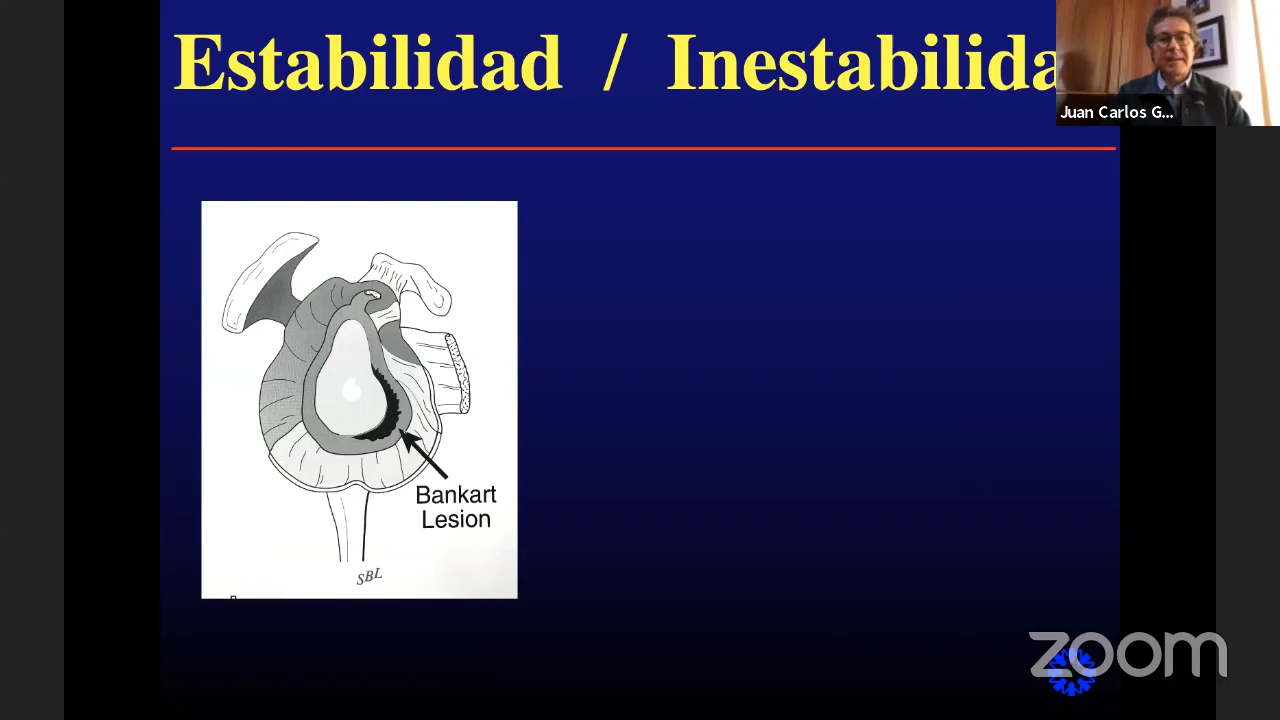 Estabilidad / Inestabilida
Juan Carlos G...
Bankart
Lesion
SBL
zoom